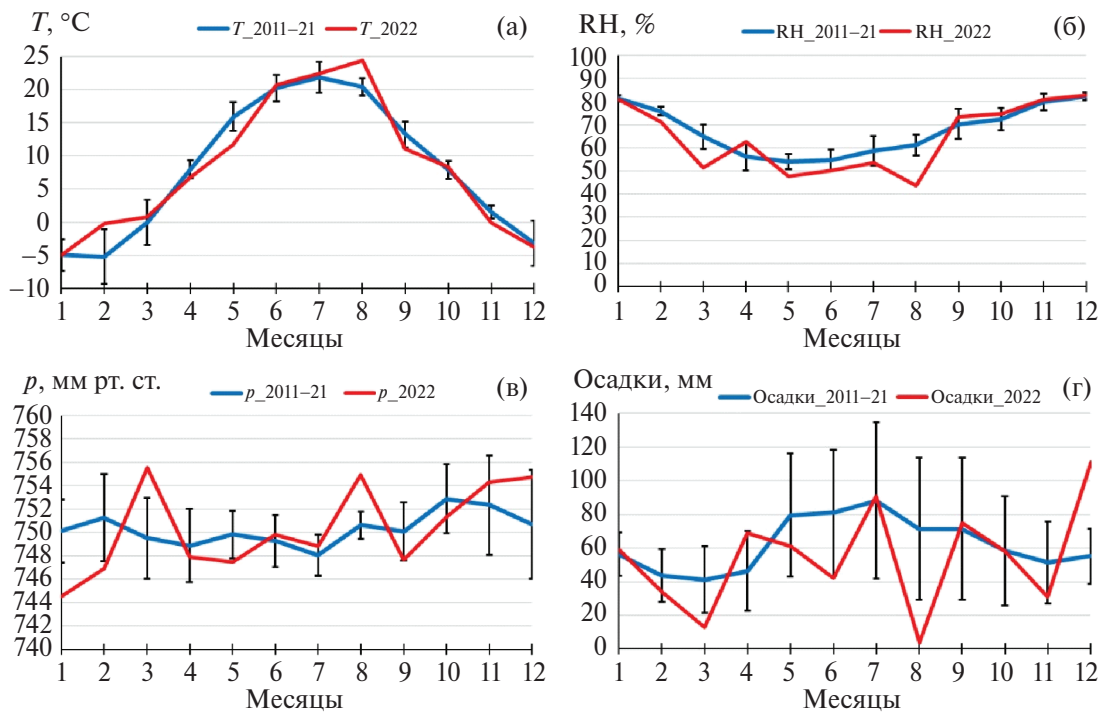 T, °C
T_2011–21
T_2022
(а)
25
20
15
10
5
0
–5
–10
1 2 3 4 5 6 7 8 9 10 11 12
Месяцы
RH, %
RH_2011–21
RH_2022
(б)
100
90
80
70
60
50
40
30
20
10
0
1 2 3 4 5 6 7 8 9 10 11 12
Месяцы
p, мм рт. ст.
p_2011–21
p_2022
(в)
760
758
756
754
752
750
748
746
744
742
740
1 2 3 4 5 6 7 8 9 10 11 12
Месяцы
Осадки, мм
Осадки_2011–21
Осадки_2022
(г)
140
120
100
80
60
40
20
0
1 2 3 4 5 6 7 8 9 10 11 12
Месяцы